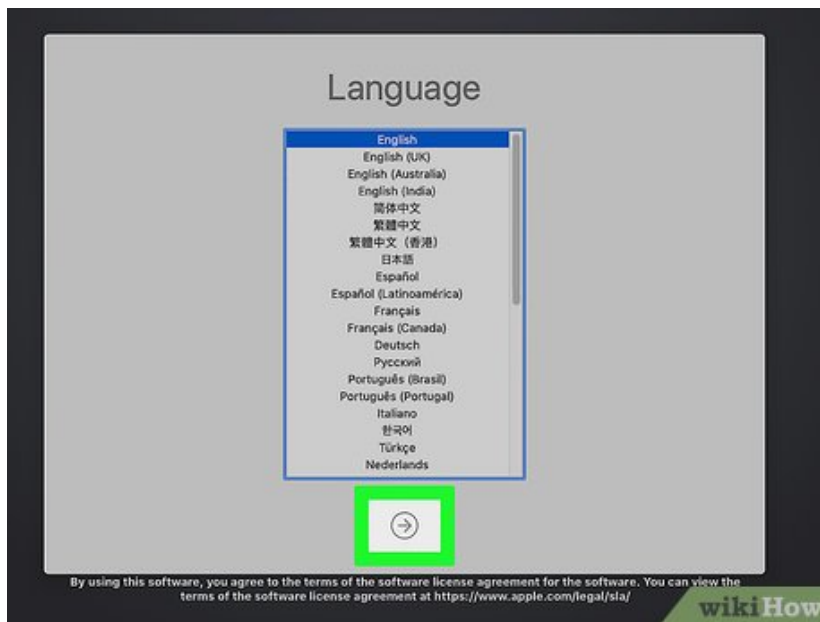 Language
English
English (UK)
English (Australia)
English (India)
简体中文
繁體中文
繁體中文（香港）
日本語
Español
Español (Latinoamérica)
Français
Français (Canada)
Deutsch
Русский
Português (Brasil)
Português (Portugal)
Italiano
한국어
Türkçe
Nederlands
By using this software, you agree to the terms of the software license agreement for the software. You can view the
terms of the software license agreement at https://www.apple.com/legal/sla/
wikiHow